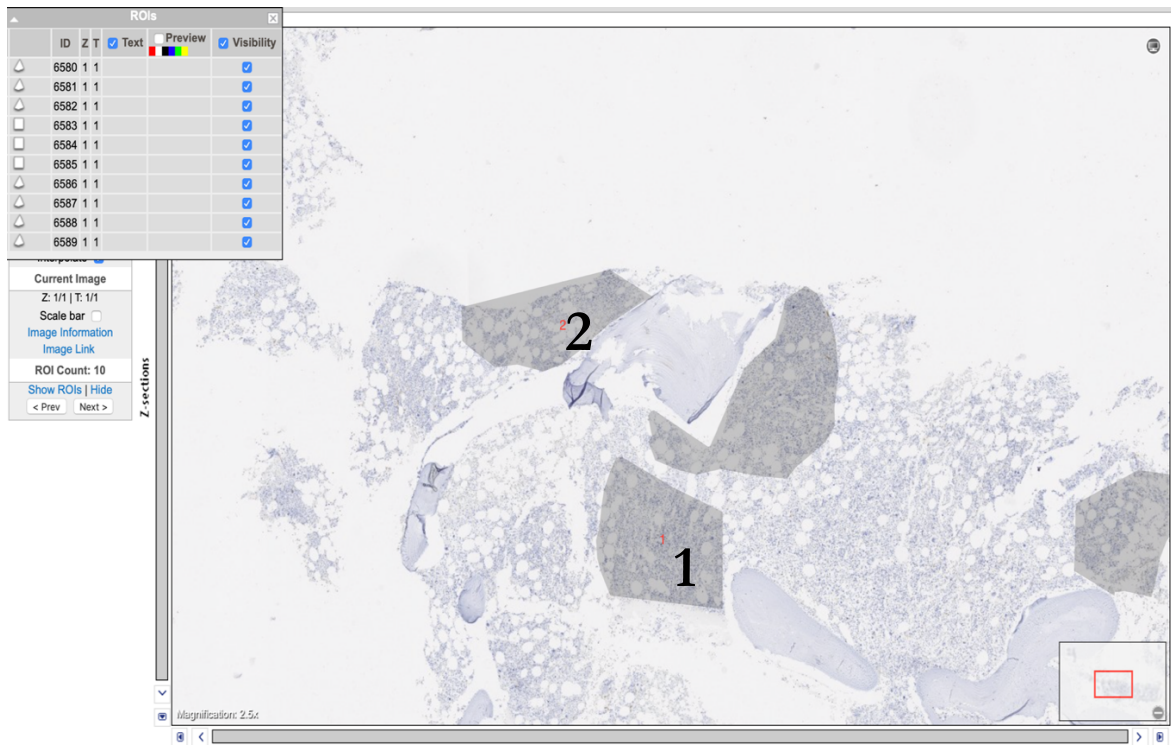 ROIs
ID Z T Text Preview Visibility
6580 1 1
6581 1 1
6582 1 1
6583 1 1
6584 1 1
6585 1 1
6586 1 1
6587 1 1
6588 1 1
6589 1 1
Interpolate
Current Image
Z: 1/1 | T: 1/1
Scale bar
Image Information
Image Link
ROI Count: 10
Show ROIs | Hide
< Prev Next >
Z-sections
2
2
1
1
Magnification: 2.5x